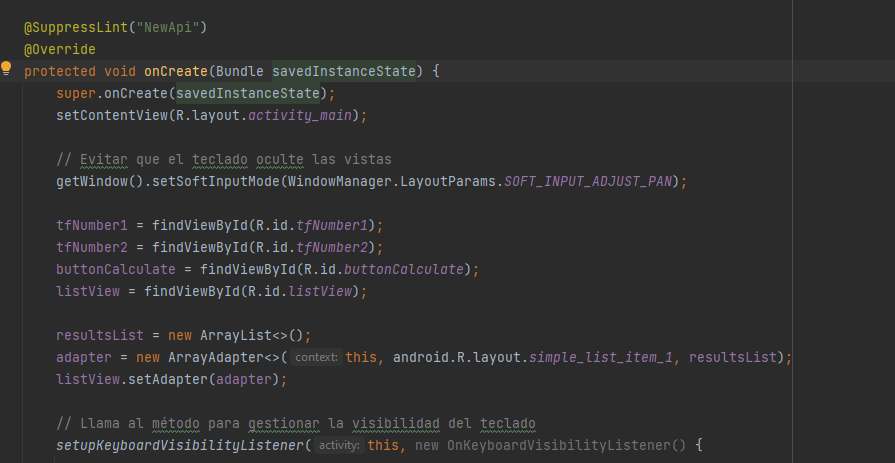 @SuppressLint("NewApi")
@Override
protected void onCreate(Bundle savedInstanceState) {
super.onCreate(savedInstanceState);
setContentView(R.layout.activity_main);
// Evitar que el teclado oculte las vistas
getWindow().setSoftInputMode(WindowManager.LayoutParams.SOFT_INPUT_ADJUST_PAN);
tfNumber1 = findViewById(R.id.tfNumber1);
tfNumber2 = findViewById(R.id.tfNumber2);
buttonCalculate = findViewById(R.id.buttonCalculate);
listView = findViewById(R.id.listView);
resultsList = new ArrayList<>();
adapter = new ArrayAdapter<>( context: this, android.R.layout.simple_list_item_1, resultsList);
listView.setAdapter(adapter);
// Llama al método para gestionar la visibilidad del teclado
setupKeyboardVisibilityListener( activity: this, new OnKeyboardVisibilityListener() {